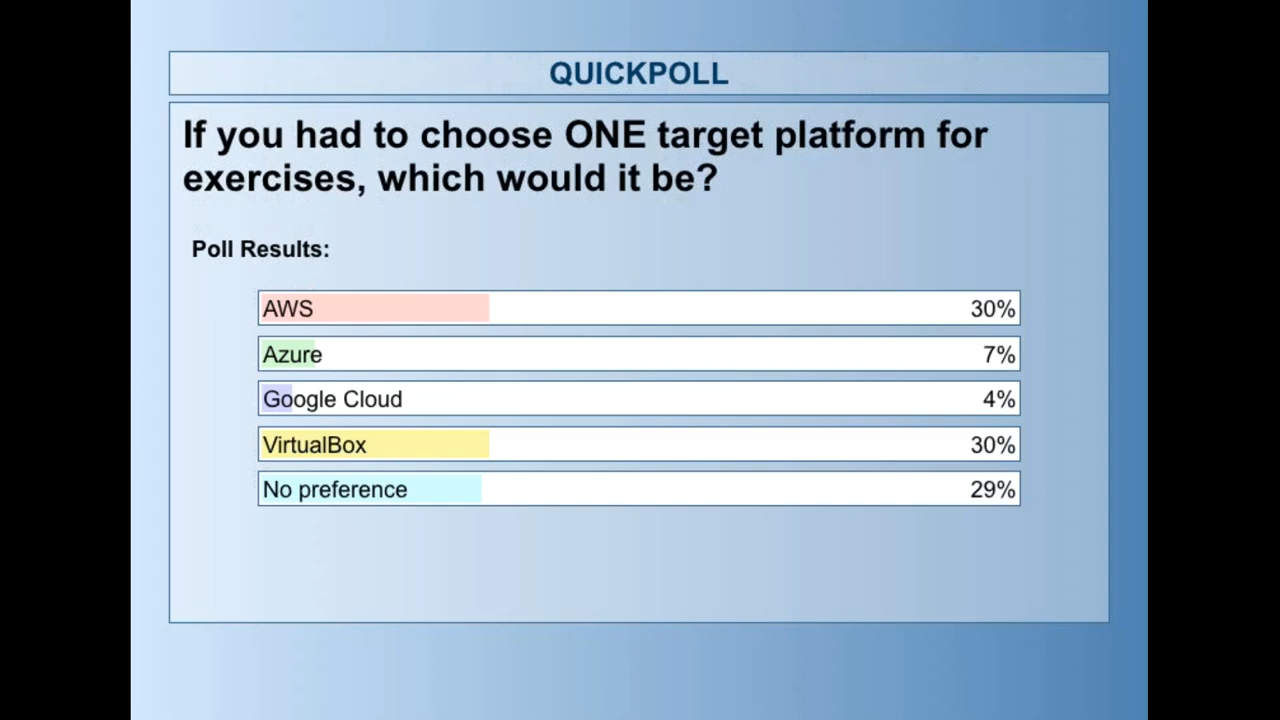 QUICKPOLL
If you had to choose ONE target platform for
exercises, which would it be?
Poll Results:
AWS 30%
Azure 7%
Google Cloud 4%
VirtualBox 30%
No preference 29%